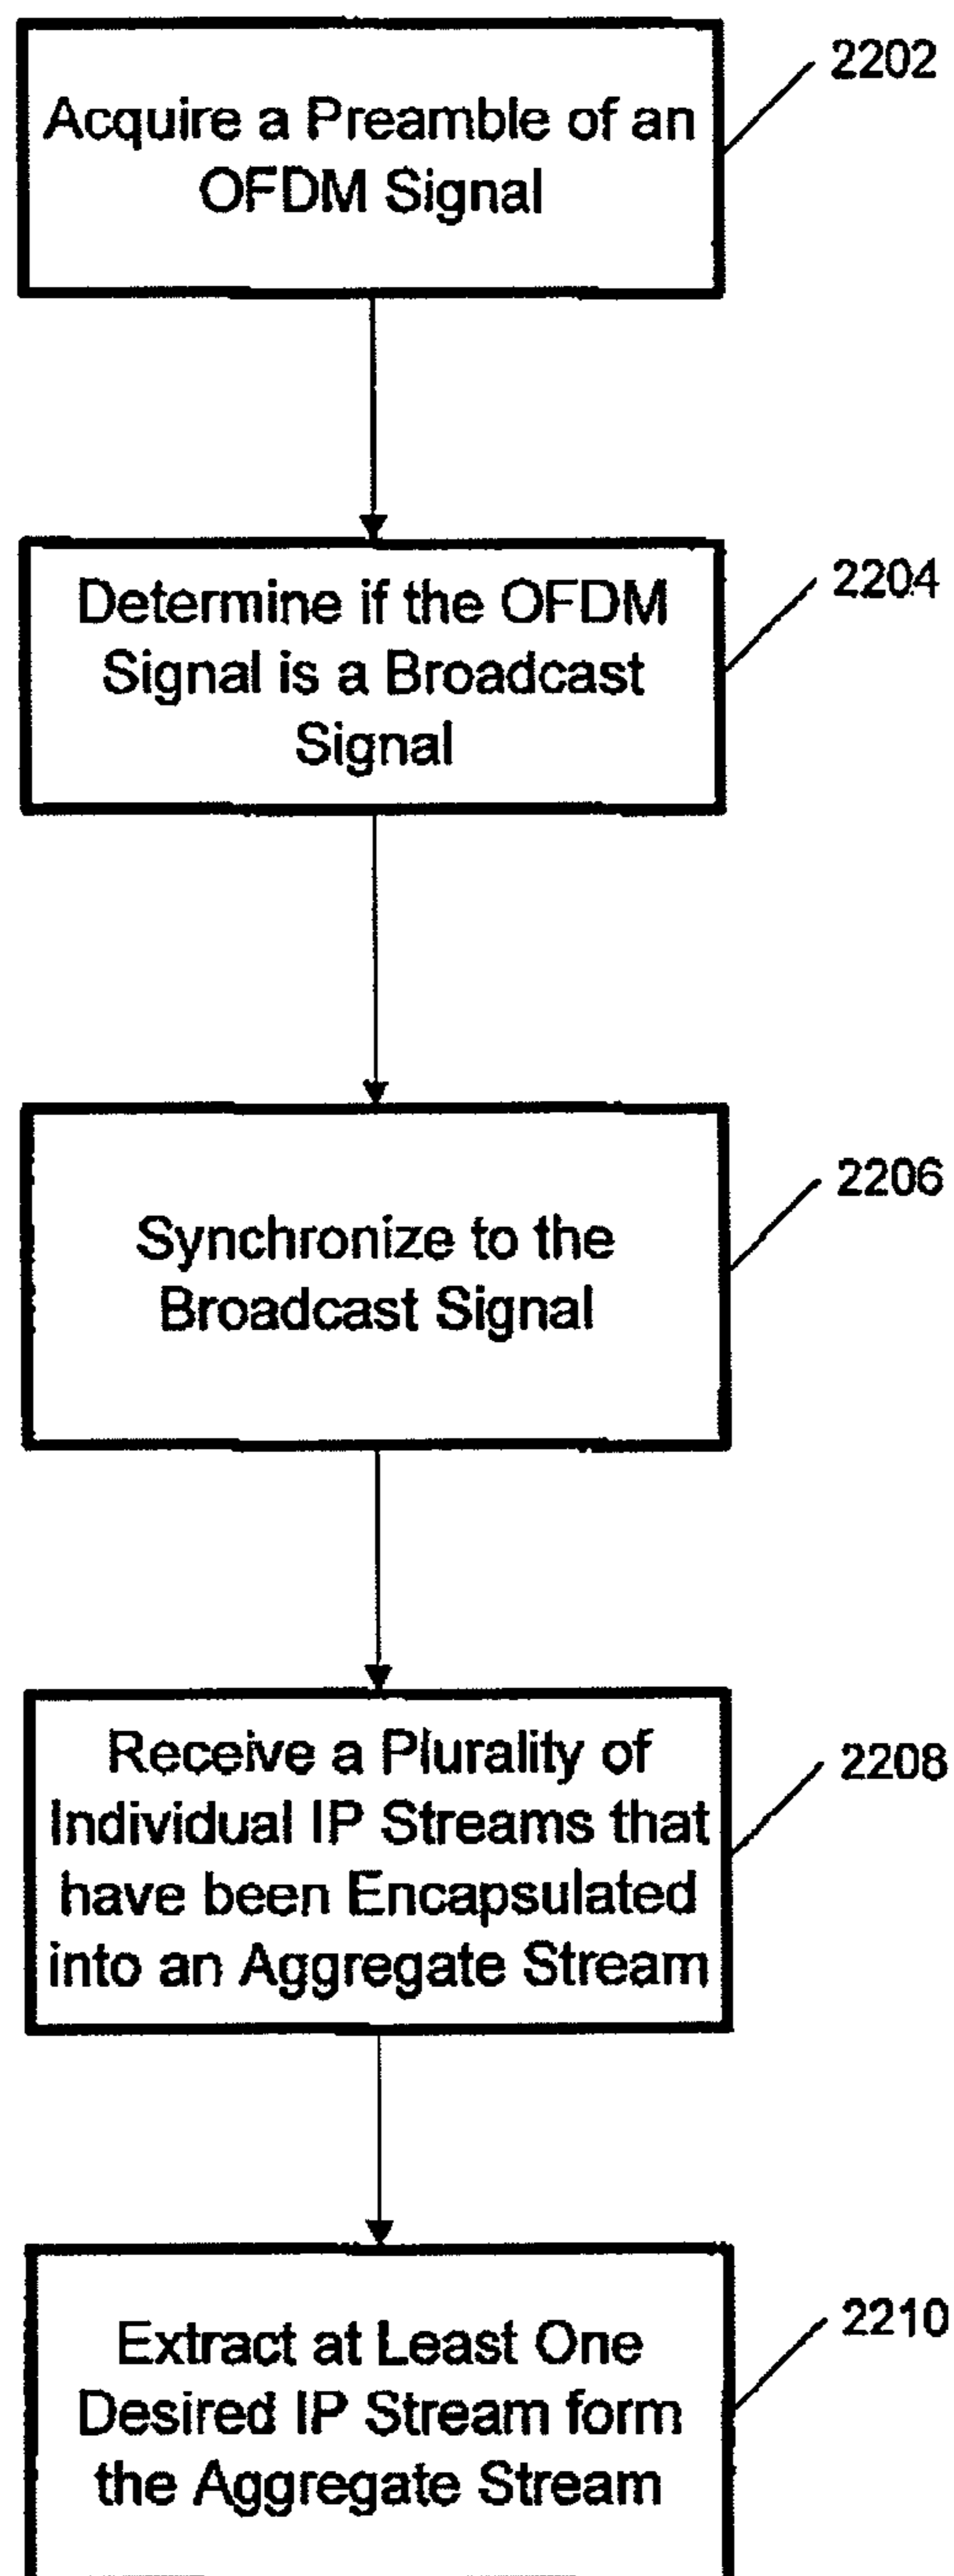 Acquire a Preamble of an
OFDM Signal
2202
Determine if the OFDM
Signal is a Broadcast
Signal
2204
Synchronize to the
Broadcast Signal
2206
Receive a Plurality of
Individual IP Streams that
have been Encapsulated
into an Aggregate Stream
2208
Extract at Least One
Desired IP Stream form
the Aggregate Stream
2210